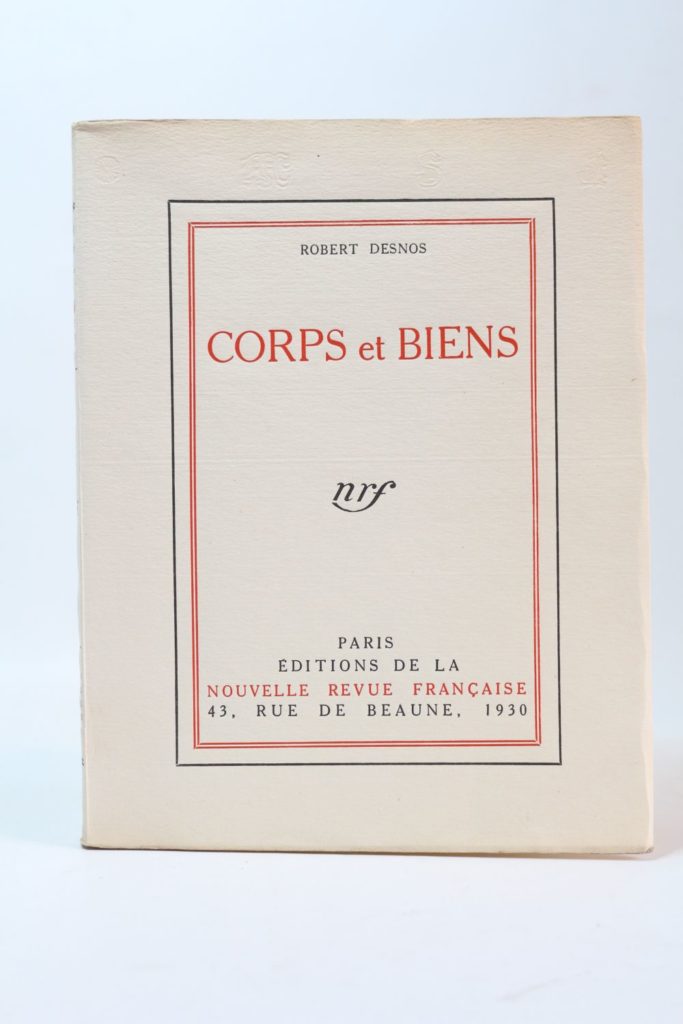 ROBERT DESNOS
CORPS et BIENS
nrf
PARIS
ÉDITIONS DE LA
NOUVELLE REVUE FRANÇAISE
43, RUE DE BEAUNE, 1930